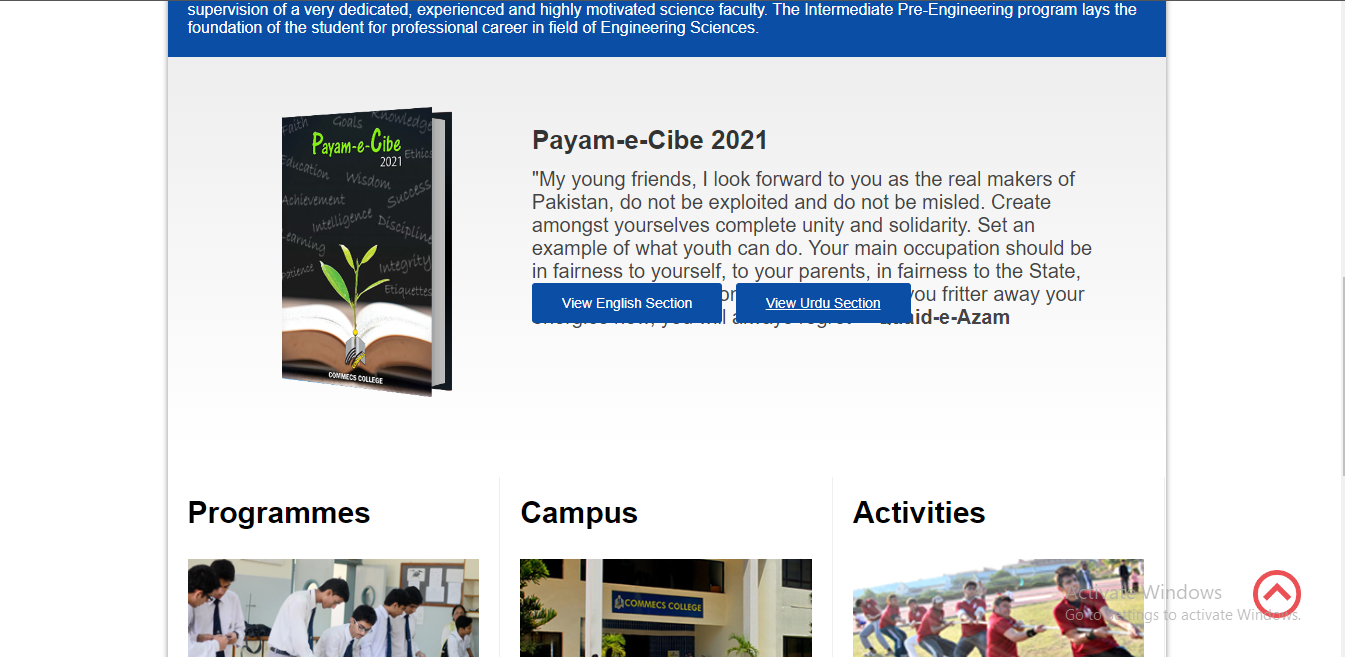 supervision of a very dedicated, experienced and highly motivated science faculty. The Intermediate Pre-Engineering program lays the
foundation of the student for professional career in field of Engineering Sciences.
Faith
Goals
Knowledge
Payam-e-Cibe
2021
Ethics
Education
Wisdom
Success
Achievement
Intelligence
Discipline
Learning
Integrity
Patience
Etiquettes
COMMECS COLLEGE
Payam-e-Cibe 2021
"My young friends, I look forward to you as the real makers of
Pakistan, do not be exploited and do not be misled. Create
amongst yourselves complete unity and solidarity. Set an
example of what youth can do. Your main occupation should be
in fairness to yourself, to your parents, in fairness to the State,
you fritter away your
View English Section
View Urdu Section
Programmes
Campus
Activities
COMMECS COLLEGE
Activate Windows
Go to Settings to activate Windows.